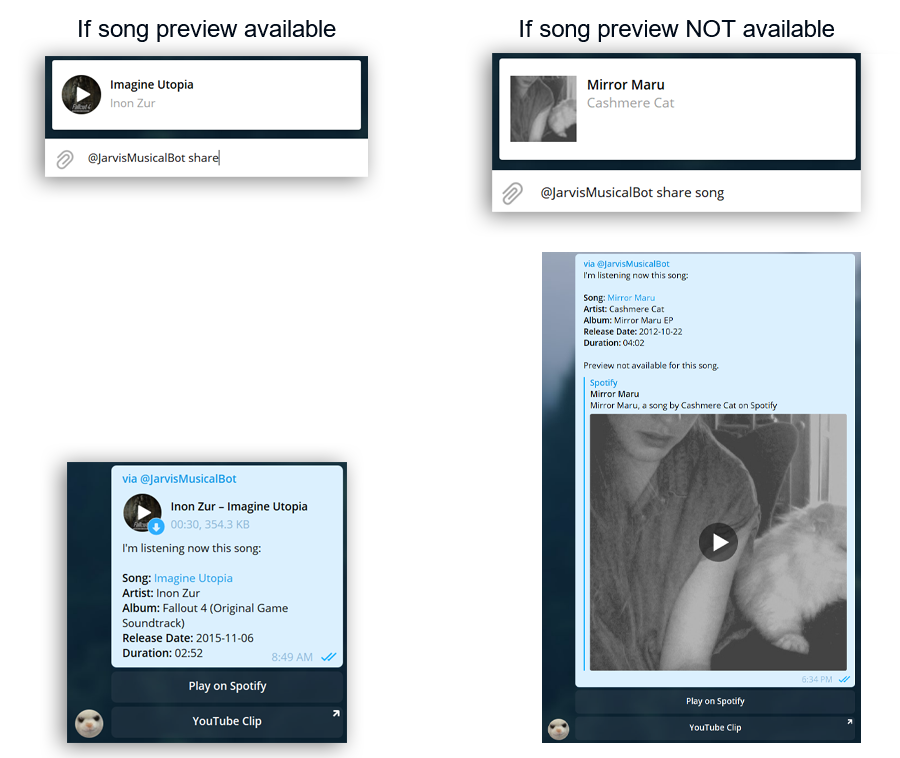 If song preview available
Imagine Utopia
Inon Zur
@JarvisMusicalBot share
If song preview NOT available
Mirror Maru
Cashmere Cat
@JarvisMusicalBot share song
via @JarvisMusicalBot
Inon Zur – Imagine Utopia
00:30, 354.3 KB
I'm listening now this song:
Song: Imagine Utopia
Artist: Inon Zur
Album: Fallout 4 (Original Game
Soundtrack)
Release Date: 2015-11-06
Duration: 02:52
8:49 AM
Play on Spotify
YouTube Clip
via @JarvisMusicalBot
I'm listening now this song:
Song: Mirror Maru
Artist: Cashmere Cat
Album: Mirror Maru EP
Release Date: 2012-10-22
Duration: 04:02
Preview not available for this song.
Spotify
Mirror Maru
Mirror Maru, a song by Cashmere Cat on Spotify
6:34 PM
Play on Spotify
YouTube Clip